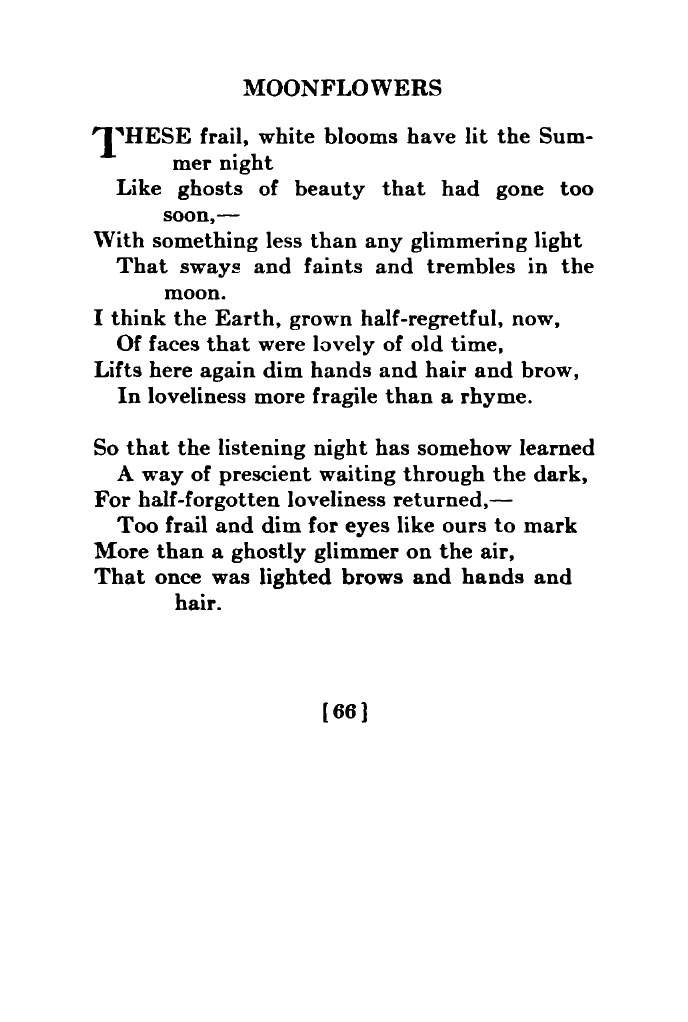 MOONFLOWERS
THESE frail, white blooms have lit the Sum-
mer night
Like ghosts of beauty that had gone too
soon,—
With something less than any glimmering light
That sways and faints and trembles in the
moon.
I think the Earth, grown half-regretful, now,
Of faces that were lovely of old time,
Lifts here again dim hands and hair and brow,
In loveliness more fragile than a rhyme.
So that the listening night has somehow learned
A way of prescient waiting through the dark,
For half-forgotten loveliness returned,—
Too frail and dim for eyes like ours to mark
More than a ghostly glimmer on the air,
That once was lighted brows and hands and
hair.
[66]